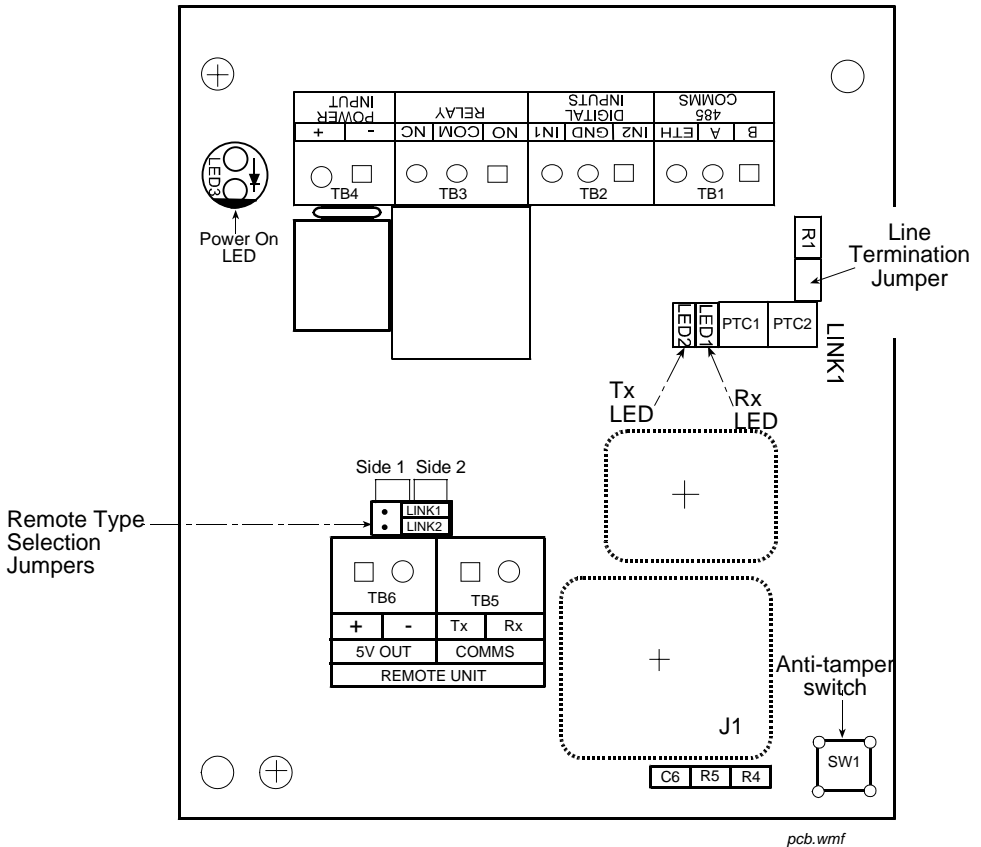 POWER INPUT
RELAY
DIGITAL INPUTS
485 COMMS
+ - NC COM NO IN1 GND IN2 ETH A B
TB4 TB3 TB2 TB1
LED3
Power On
LED
R1
Line
Termination
Jumper
LED2 LED1 PTC1 PTC2
LINK1
Tx
LED
Rx
LED
Side 1 Side 2
LINK1
LINK2
Remote Type
Selection
Jumpers
TB6 TB5
+ - Tx Rx
5V OUT COMMS
REMOTE UNIT
J1
Anti-tamper
switch
SW1
C6 R5 R4
pcb.wmf